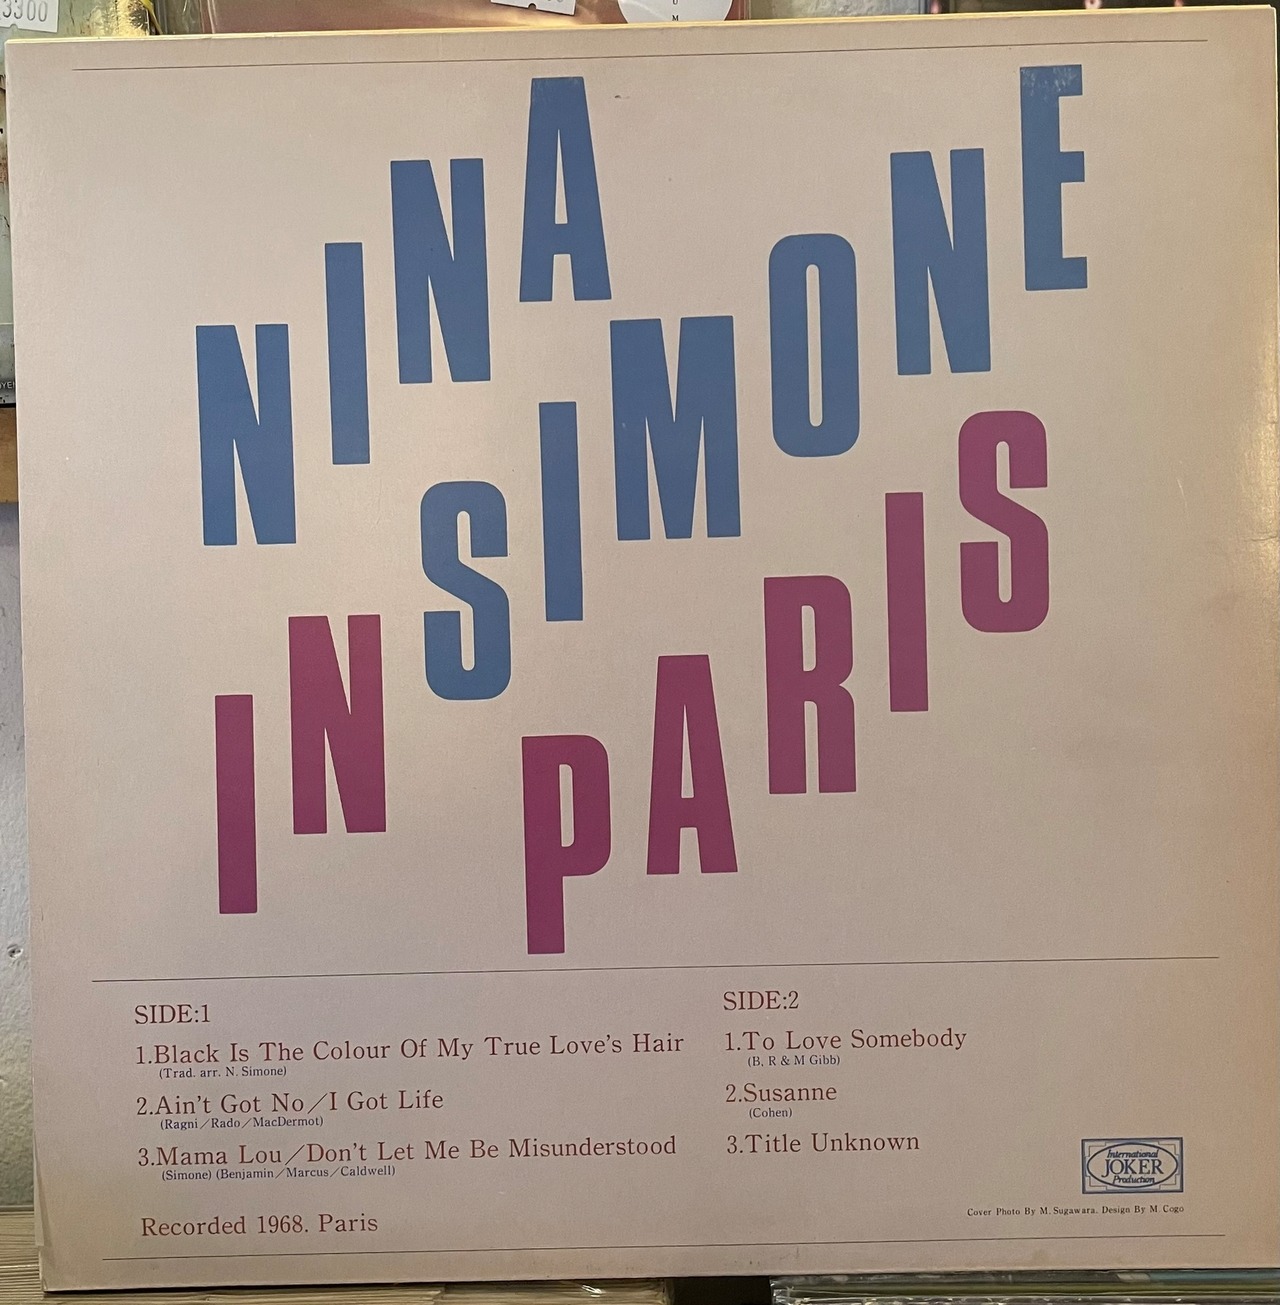 3300
U
M
NINA
SIMONE
IN
PARIS
SIDE:1
1.Black Is The Colour Of My True Love's Hair
(Trad. arr. N. Simone)
2.Ain't Got No/I Got Life
(Ragni/Rado/MacDermot)
3.Mama Lou/Don't Let Me Be Misunderstood
(Simone) (Benjamin/Marcus/Caldwell)
Recorded 1968. Paris
SIDE:2
1.To Love Somebody
(B, R & M Gibb)
2.Susanne
(Cohen)
3.Title Unknown
International
JOKER
Production
Cover Photo By M. Sugawara. Design By M. Cogo